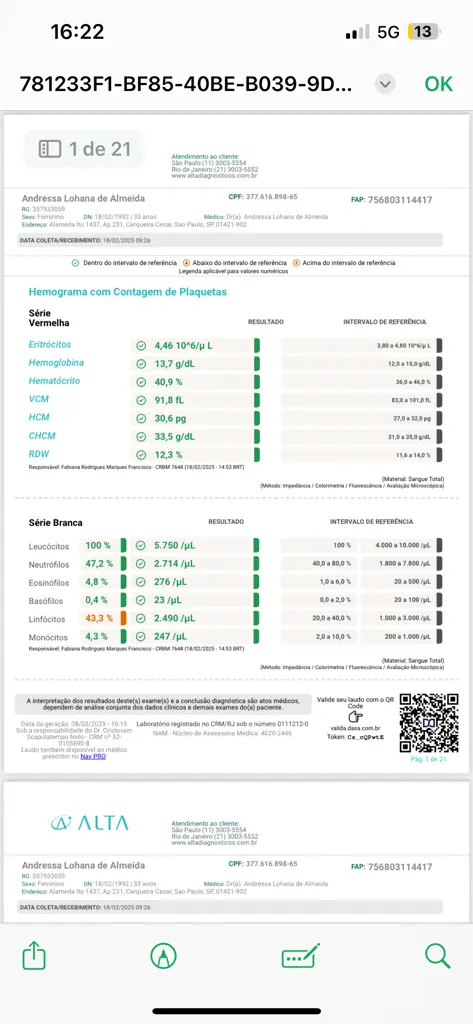 16:22
5G 13
781233F1-BF85-40BE-B039-9D... OK
1 de 21
Atendimento ao cliente:
São Paulo:(11) 3003-5554
Rio de Janeiro:(21) 3003-5552
www.altadiagnosticos.com.br
Andressa Lohana de Almeida CPF: 377.616.898-65 FAP: 756803114417
RG: 357933059
Sexo: Feminino DN: 18/02/1992 | 33 anos Médico: Dr(a). Andressa Lohana de Almeida
Endereço: Alameda Itu 1437, Ap 231, Cerqueira Cesar, Sao Paulo, SP, 01421-902
DATA COLETA/RECEBIMENTO: 18/02/2025 09:26
Dentro do intervalo de referência Abaixo do intervalo de referência Acima do intervalo de referência
Legenda aplicável para valores numéricos
Hemograma com Contagem de Plaquetas
Série
Vermelha RESULTADO INTERVALO DE REFERÊNCIA
Eritrócitos 4,46 10^6/µ L 3,80 a 4,80 10^6/µ L
Hemoglobina 13,7 g/dL 12,0 a 15,0 g/dL
Hematócrito 40,9 % 36,0 a 46,0 %
VCM 91,8 fL 83,0 a 101,0 fL
HCM 30,6 pg 27,0 a 32,0 pg
CHCM 33,5 g/dL 31,0 a 35,0 g/dL
RDW 12,3 % 11,6 a 14,0 %
Responsável: Fabiana Rodrigues Marques Francisco - CRBM 7648 (18/02/2025 - 14:53 BRT)
(Material: Sangue Total)
(Método: Impedância / Colorimetria / Fluorescência / Avaliação Microscópica)
Série Branca RESULTADO INTERVALO DE REFERÊNCIA
Leucócitos 100 % 5.750 /µL 100 % 4.000 a 10.000 /µL
Neutrófilos 47,2 % 2.714 /µL 40,0 a 80,0 % 1.800 a 7.800 /µL
Eosinófilos 4,8 % 276 /µL 1,0 a 6,0 % 20 a 500 /µL
Basófilos 0,4 % 23 /µL 0,0 a 2,0 % 20 a 100 /µL
Linfócitos 43,3 % 2.490 /µL 20,0 a 40,0 % 1.000 a 3.000 /µL
Monócitos 4,3 % 247 /µL 2,0 a 10,0 % 200 a 1.000 /µL
Responsável: Fabiana Rodrigues Marques Francisco - CRBM 7648 (18/02/2025 - 14:53 BRT)
(Material: Sangue Total)
(Método: Impedância / Colorimetria / Fluorescência / Avaliação Microscópica)
A interpretação dos resultados deste(s) exame(s) e a conclusão diagnóstica são atos médicos,
dependem de análise conjunta dos dados clínicos e demais exames do(a) paciente.
Valide seu laudo com o QR
Code
valida.dasa.com.br
Token: Cs_cQPwtE
Data da geração: 08/03/2025 - 16:19
Sob a responsabilidade do Dr. Cristovam
Scapulatempo Neto - CRM nº 52-
0105690-8
Laudo também disponível ao médico
prescritor no Nav PRO
Laboratório registrado no CRM/RJ sob o número 0111212-0
NAM - Núcleo de Assessoria Médica: 4020-2446
Pág. 1 de 21
ALTA
Atendimento ao cliente:
São Paulo:(11) 3003-5554
Rio de Janeiro:(21) 3003-5552
www.altadiagnosticos.com.br
Andressa Lohana de Almeida CPF: 377.616.898-65 FAP: 756803114417
RG: 357933059
Sexo: Feminino DN: 18/02/1992 | 33 anos Médico: Dr(a). Andressa Lohana de Almeida
Endereço: Alameda Itu 1437, Ap 231, Cerqueira Cesar, Sao Paulo, SP, 01421-902
DATA COLETA/RECEBIMENTO: 18/02/2025 09:26